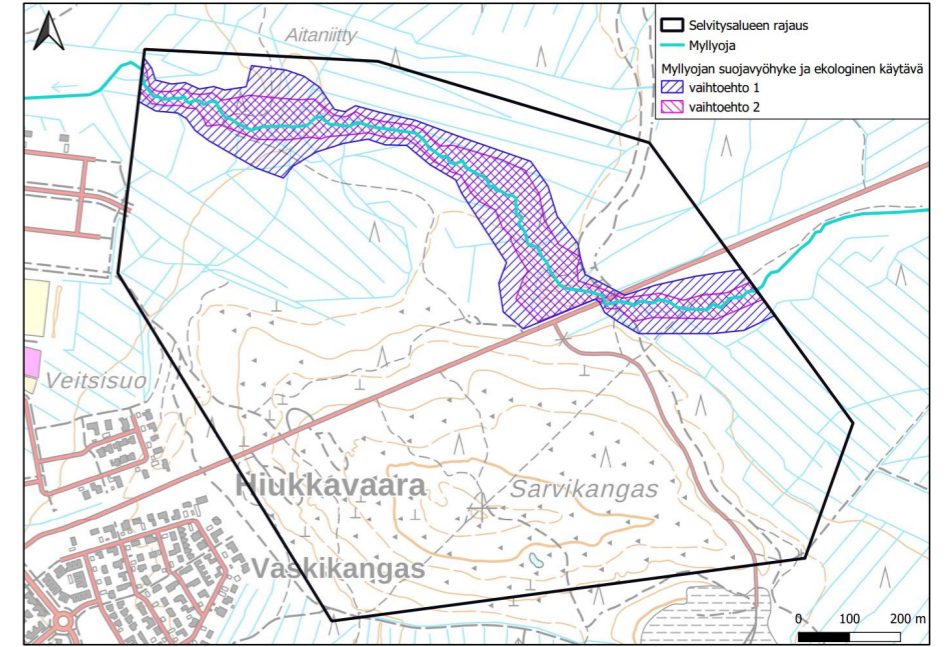 Aitaniitty
Selvitysalueen rajaus
Myllyoja
Myllyojan suojavyöhyke ja ekologinen käytävä
vaihtoehto 1
vaihtoehto 2
Veitsisuo
Hiukkavaara
Sarvikangas
Vaskikangas
0 100 200 m